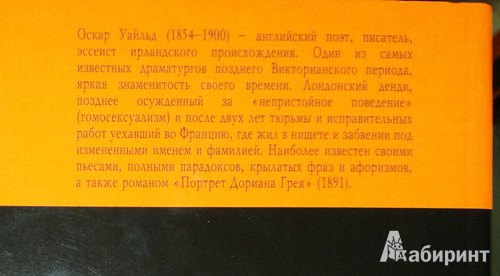 Оскар Уайльд (1854–1900) – английский поэт, писатель,
эссеист ирландского происхождения. Один из самых
известных драматургов позднего Викторианского периода,
яркая знаменитость своего времени. Лондонский денди,
позднее осужденный за «непристойное поведение»
(гомосексуализм) и после двух лет тюрьмы и исправительных
работ уехавший во Францию, где жил в нищете и забвении под
измененными именем и фамилией. Наиболее известен своими
пьесами, полными парадоксов, крылатых фраз и афоризмов,
а также романом «Портрет Дориана Грея» (1891).
Лабиринт